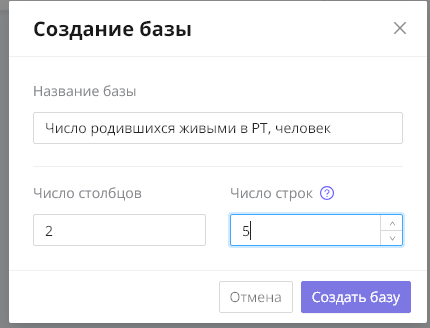 Создание базы
Название базы
Число родившихся живыми в РТ, человек
Число столбцов Число строк ?
2 5
Отмена Создать базу